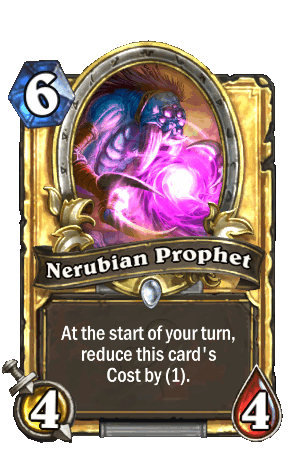 6
Nerubian Prophet
At the start of your turn,
reduce this card's
Cost by (1).
4
4